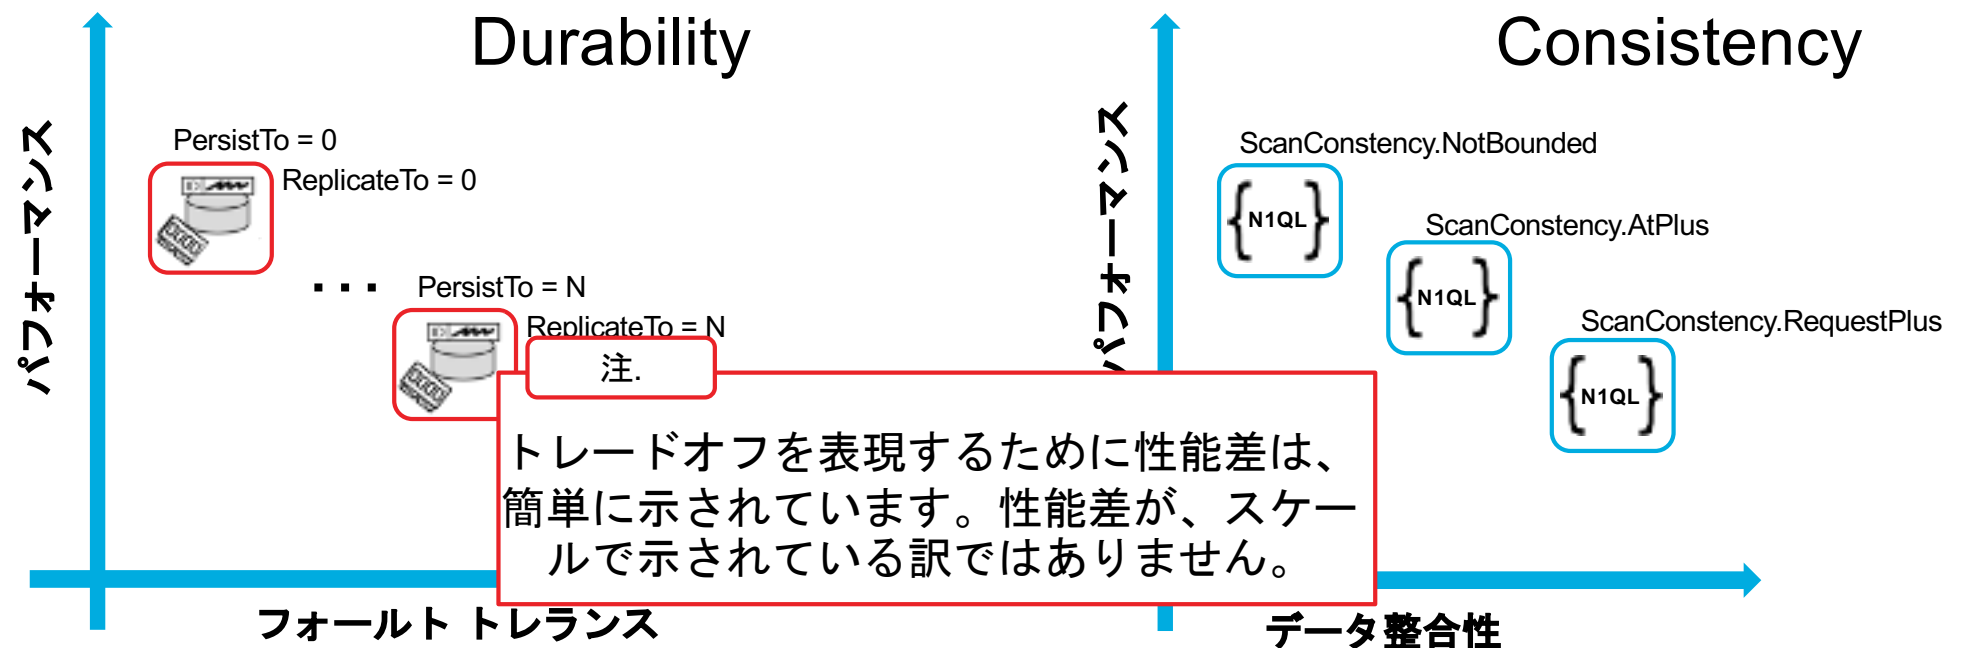 Durability
パフォーマンス
PersistTo = 0
ReplicateTo = 0
...
PersistTo = N
ReplicateTo = N
フォールト トレランス
Consistency
パフォーマンス
ScanConstency.NotBounded
{N1QL}
ScanConstency.AtPlus
{N1QL}
ScanConstency.RequestPlus
{N1QL}
データ整合性
注.
トレードオフを表現するために性能差は、
簡単に示されています。性能差が、スケー
ルで示されている訳ではありません。